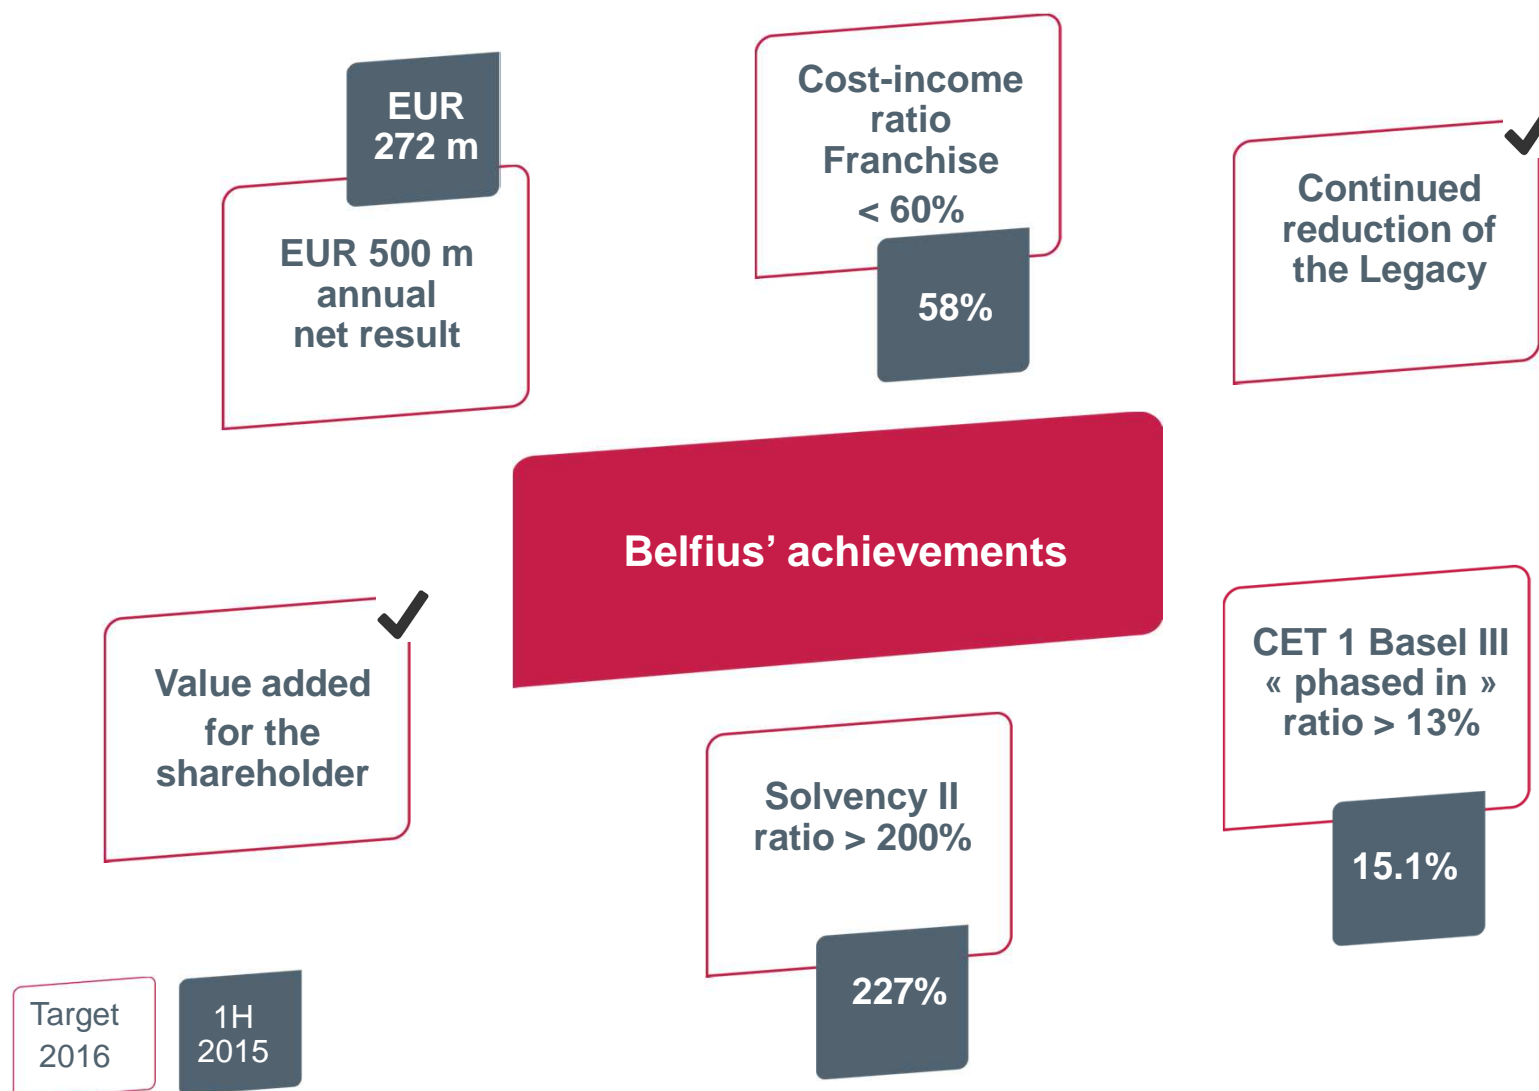 EUR
272 m
EUR 500 m
annual
net result
Cost-income
ratio
Franchise
< 60%
58%
Continued
reduction of
the Legacy
Belfius’ achievements
Value added
for the
shareholder
Solvency II
ratio > 200%
227%
CET 1 Basel III
« phased in »
ratio > 13%
15.1%
Target
2016
1H
2015